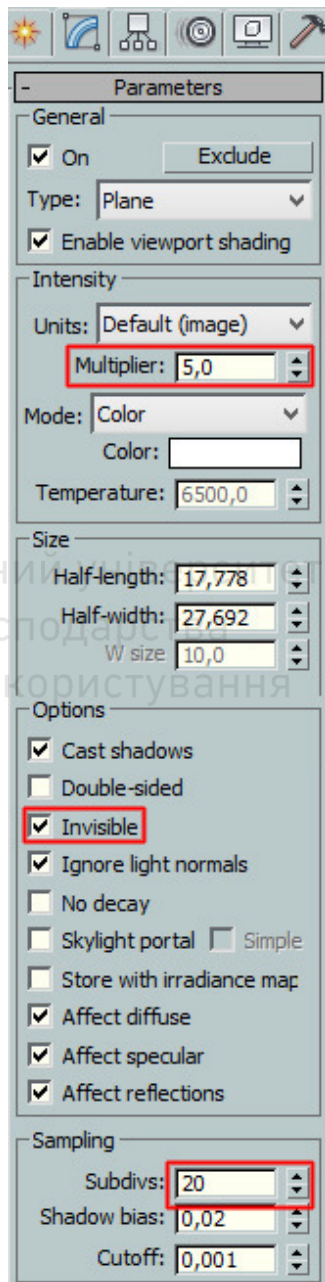 - Parameters
General
On Exclude
Type: Plane
Enable viewport shading
Intensity
Units: Default (image)
Multiplier: 5,0
Mode: Color
Color:
Temperature: 6500,0
Size
Half-length: 17,778
Half-width: 27,692
W size 10,0
користування
Options
Cast shadows
Double-sided
Invisible
Ignore light normals
No decay
Skylight portal Simple
Store with irradiance map
Affect diffuse
Affect specular
Affect reflections
Sampling
Subdivs: 20
Shadow bias: 0,02
Cutoff: 0,001